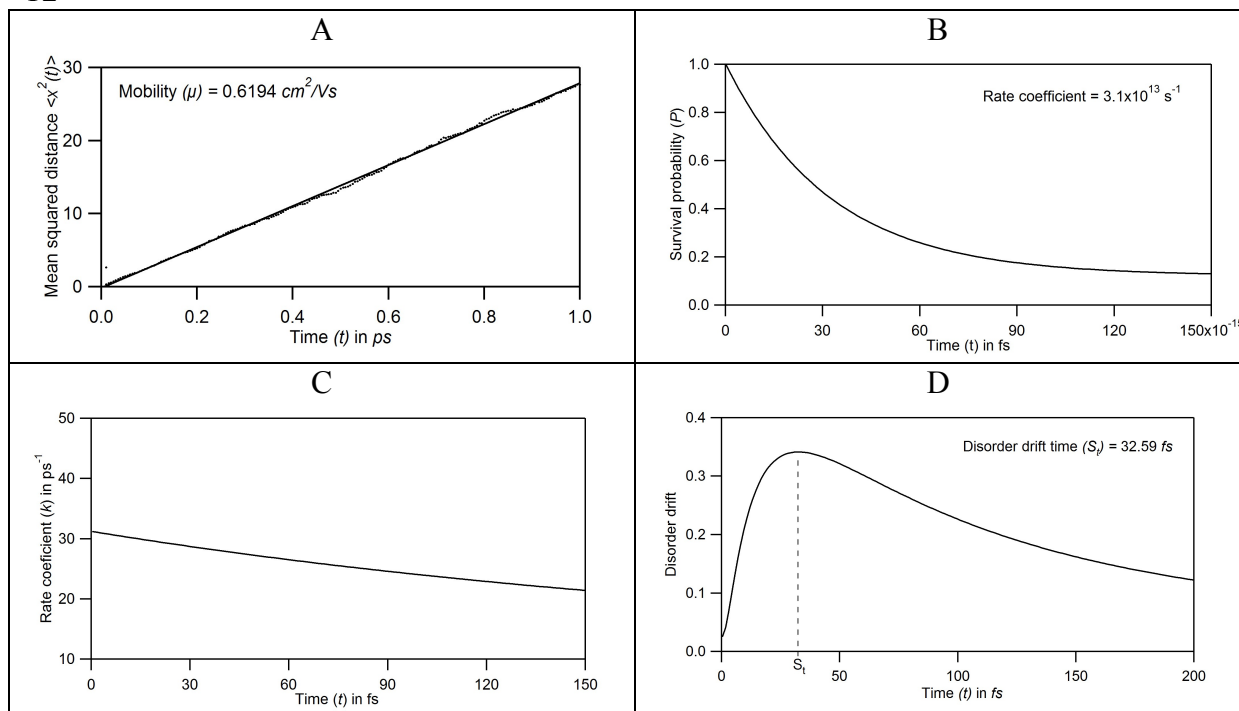 A
Mean squared distance <x²(t)>
30
20
10
0
Mobility (μ) = 0.6194 cm²/Vs
0.0 0.2 0.4 0.6 0.8 1.0
Time (t) in ps
B
Survival probability (P)
1.0
0.8
0.6
0.4
0.2
0.0
Rate coefficient = 3.1x10¹³ s⁻¹
0 30 60 90 120 150x10⁻¹⁵
Time (t) in fs
C
Rate coeficient (k) in ps⁻¹
50
40
30
20
10
0 30 60 90 120 150
Time (t) in fs
D
Disorder drift
0.4
0.3
0.2
0.1
0.0
Disorder drift time (Sₜ) = 32.59 fs
0 Sₜ 50 100 150 200
Time (t) in fs